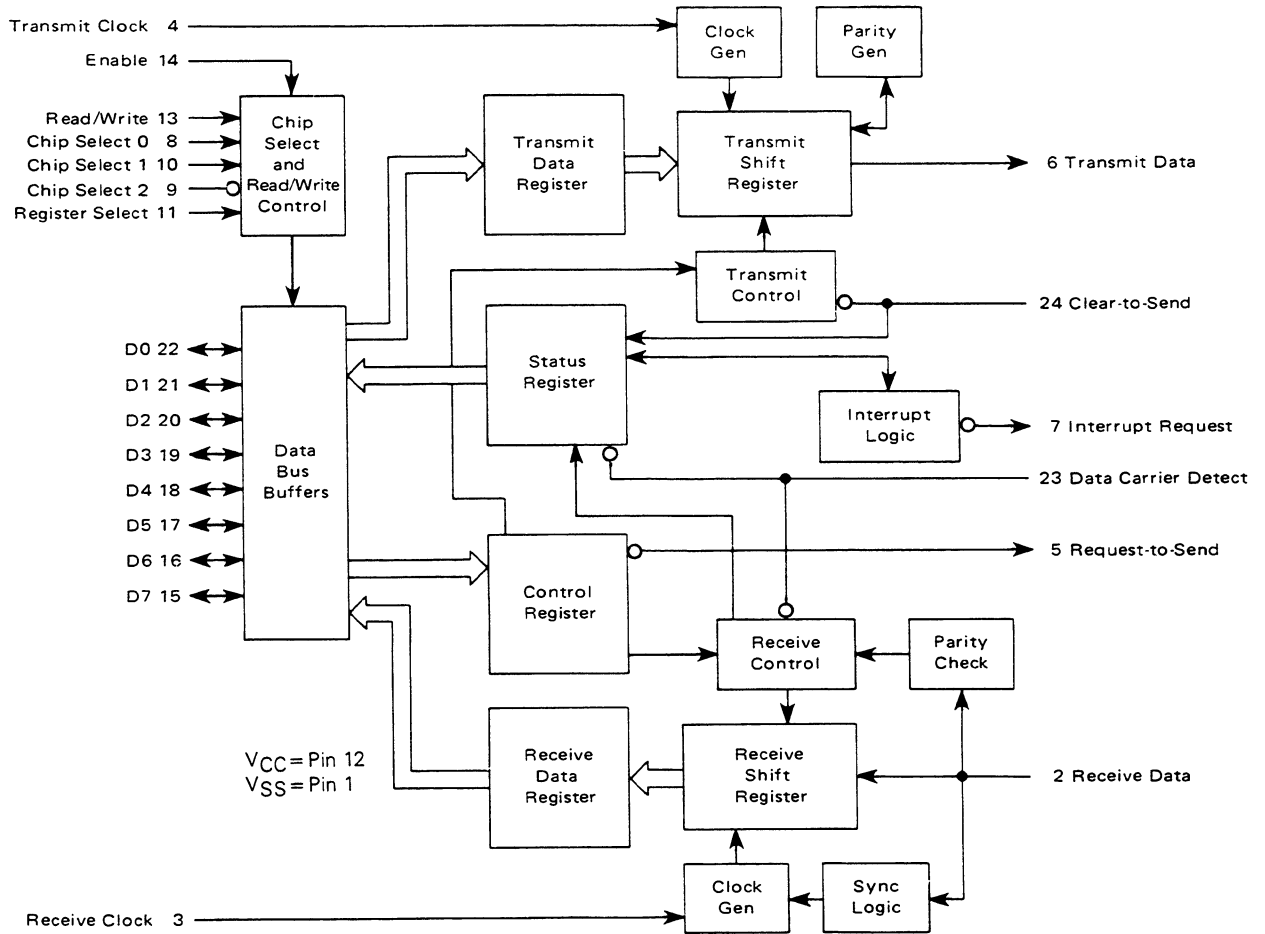 Transmit Clock 4
Clock
Gen
Parity
Gen
Enable 14
Read/Write 13
Chip Select 0 8
Chip Select 1 10
Chip Select 2 9
Register Select 11
Chip
Select
and
Read/Write
Control
Transmit
Data
Register
Transmit
Shift
Register
6 Transmit Data
Transmit
Control
24 Clear-to-Send
D0 22
D1 21
D2 20
D3 19
D4 18
D5 17
D6 16
D7 15
Data
Bus
Buffers
Status
Register
Interrupt
Logic
7 Interrupt Request
23 Data Carrier Detect
5 Request-to-Send
Control
Register
Receive
Control
Parity
Check
VCC=Pin 12
VSS=Pin 1
Receive
Data
Register
Receive
Shift
Register
2 Receive Data
Clock
Gen
Sync
Logic
Receive Clock 3